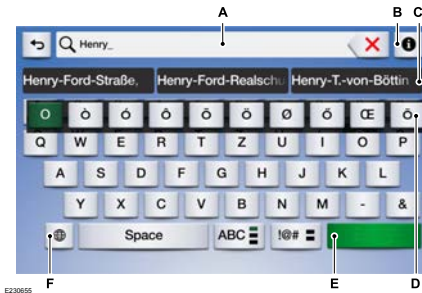 A B C
Henry_
Henry-Ford-Straße, Henry-Ford-Realschu Henry-T.-von-Böttin
O ò ó ô õ ö Ø ő Œ ō
Q W E R T Z U I O P
A S D F G H J K L
Y X C V B N M - &
Space ABC !@#
F E D
E230655